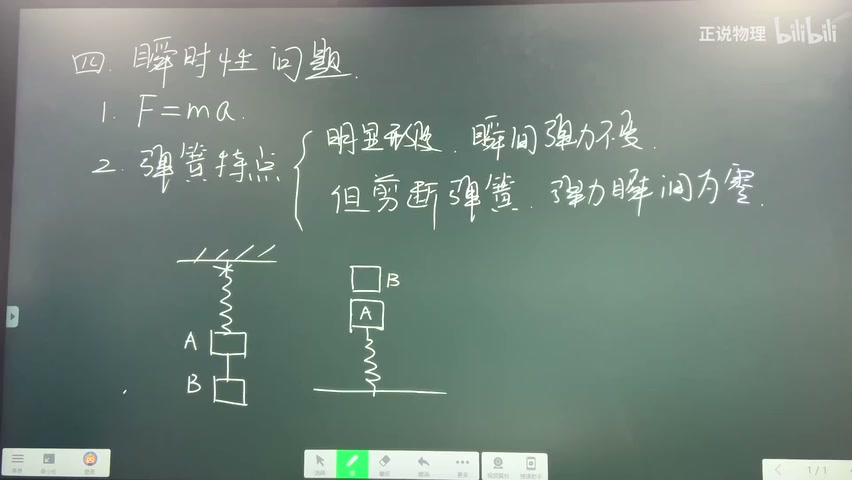 正说物理 bilibili
四. 瞬时性问题.
1. F=ma.
2. 弹簧特点
明显形变. 瞬间弹力不变.
但剪断弹簧. 弹力瞬间为零.
B
A
A
B
1/1